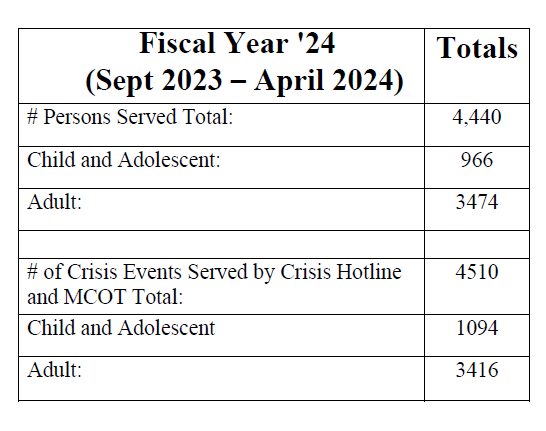 Fiscal Year '24
(Sept 2023 – April 2024)
Totals
# Persons Served Total:
4,440
Child and Adolescent:
966
Adult:
3474
# of Crisis Events Served by Crisis Hotline
and MCOT Total:
4510
Child and Adolescent
1094
Adult:
3416